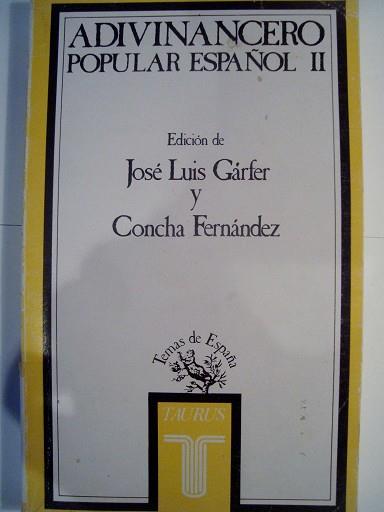 ADIVINANCERO
POPULAR ESPAÑOL II
Edición de
José Luis Gárfer
y
Concha Fernández
Temas de España
TAURUS